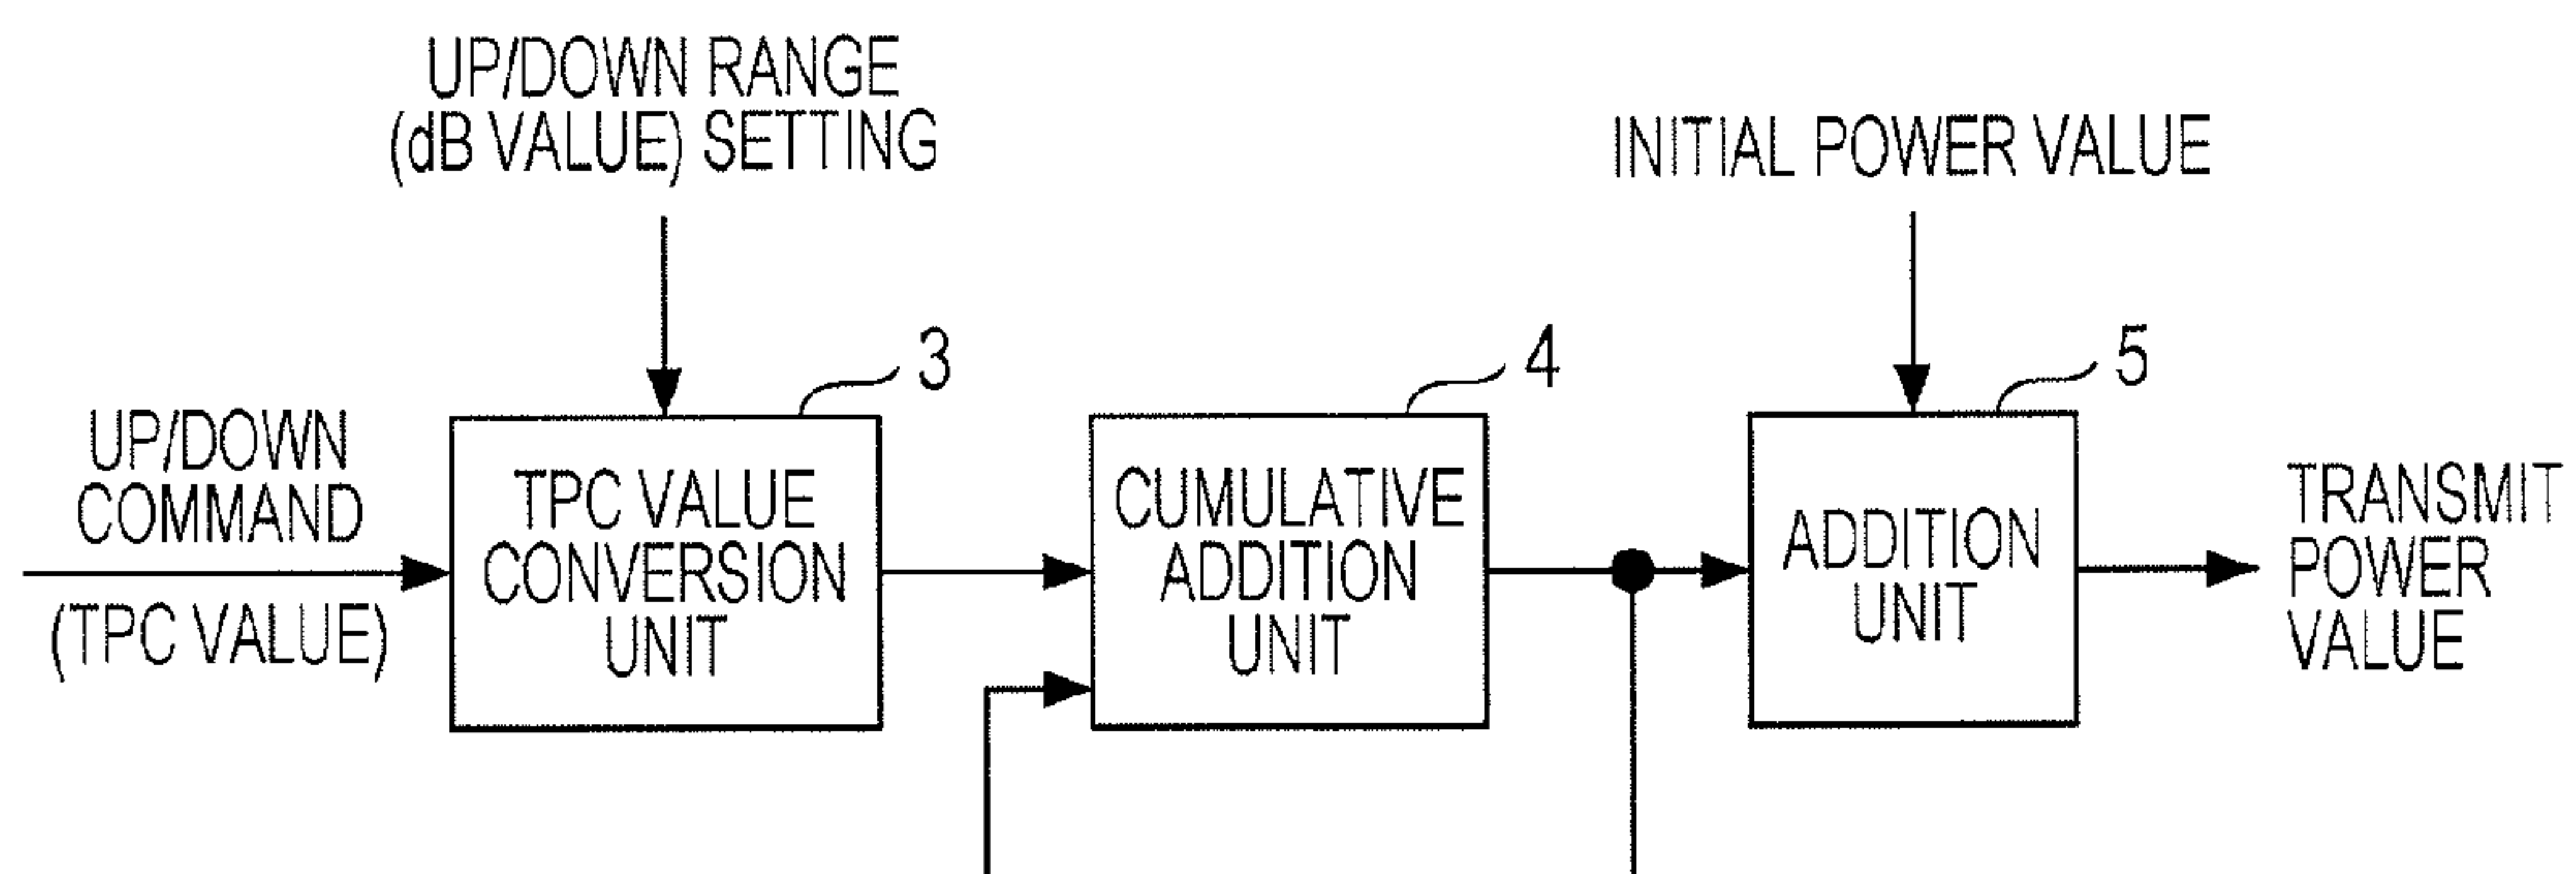 UP/DOWN RANGE
(dB VALUE) SETTING
INITIAL POWER VALUE
3
4
5
UP/DOWN
COMMAND
(TPC VALUE)
TPC VALUE
CONVERSION
UNIT
CUMULATIVE
ADDITION
UNIT
ADDITION
UNIT
TRANSMIT
POWER
VALUE